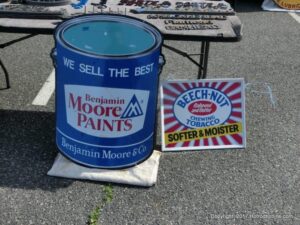 WE SELL THE BEST
Benjamin
Moore
PAINTS
Benjamin Moore & Co.
BEECH-NUT
CHEWING
TOBACCO
SOFTER & MOISTER